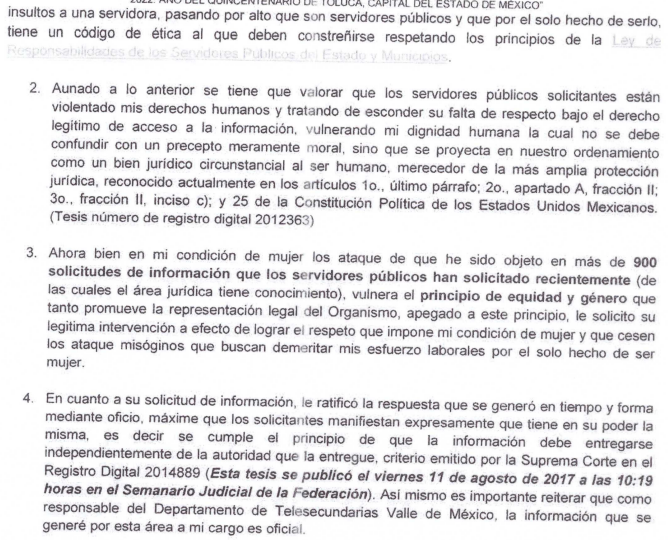 "2022. AÑO DEL QUINCENTENARIO DE TOLUCA, CAPITAL DEL ESTADO DE MÉXICO"
insultos a una servidora, pasando por alto que son servidores públicos y que por el solo hecho de serlo,
tiene un código de ética al que deben constreñirse respetando los principios de la Ley de
Responsabilidades de los Servidores Públicos del Estado y Municipios.
2. Aunado a lo anterior se tiene que valorar que los servidores públicos solicitantes están
violentado mis derechos humanos y tratando de esconder su falta de respeto bajo el derecho
legítimo de acceso a la información, vulnerando mi dignidad humana la cual no se debe
confundir con un precepto meramente moral, sino que se proyecta en nuestro ordenamiento
como un bien jurídico circunstancial al ser humano, merecedor de la más amplia protección
jurídica, reconocido actualmente en los artículos 1o., último párrafo; 2o., apartado A, fracción II;
3o., fracción II, inciso c); y 25 de la Constitución Política de los Estados Unidos Mexicanos.
(Tesis número de registro digital 2012363)
3. Ahora bien en mi condición de mujer los ataque de que he sido objeto en más de 900
solicitudes de información que los servidores públicos han solicitado recientemente (de
las cuales el área jurídica tiene conocimiento), vulnera el principio de equidad y género que
tanto promueve la representación legal del Organismo, apegado a este principio, le solicito su
legitima intervención a efecto de lograr el respeto que impone mi condición de mujer y que cesen
los ataque misóginos que buscan demeritar mis esfuerzo laborales por el solo hecho de ser
mujer.
4. En cuanto a su solicitud de información, le ratificó la respuesta que se generó en tiempo y forma
mediante oficio, máxime que los solicitantes manifiestan expresamente que tiene en su poder la
misma, es decir se cumple el principio de que la información debe entregarse
independientemente de la autoridad que la entregue, criterio emitido por la Suprema Corte en el
Registro Digital 2014889 (Esta tesis se publicó el viernes 11 de agosto de 2017 a las 10:19
horas en el Semanario Judicial de la Federación). Así mismo es importante reiterar que como
responsable del Departamento de Telesecundarias Valle de México, la información que se
generé por esta área a mi cargo es oficial.